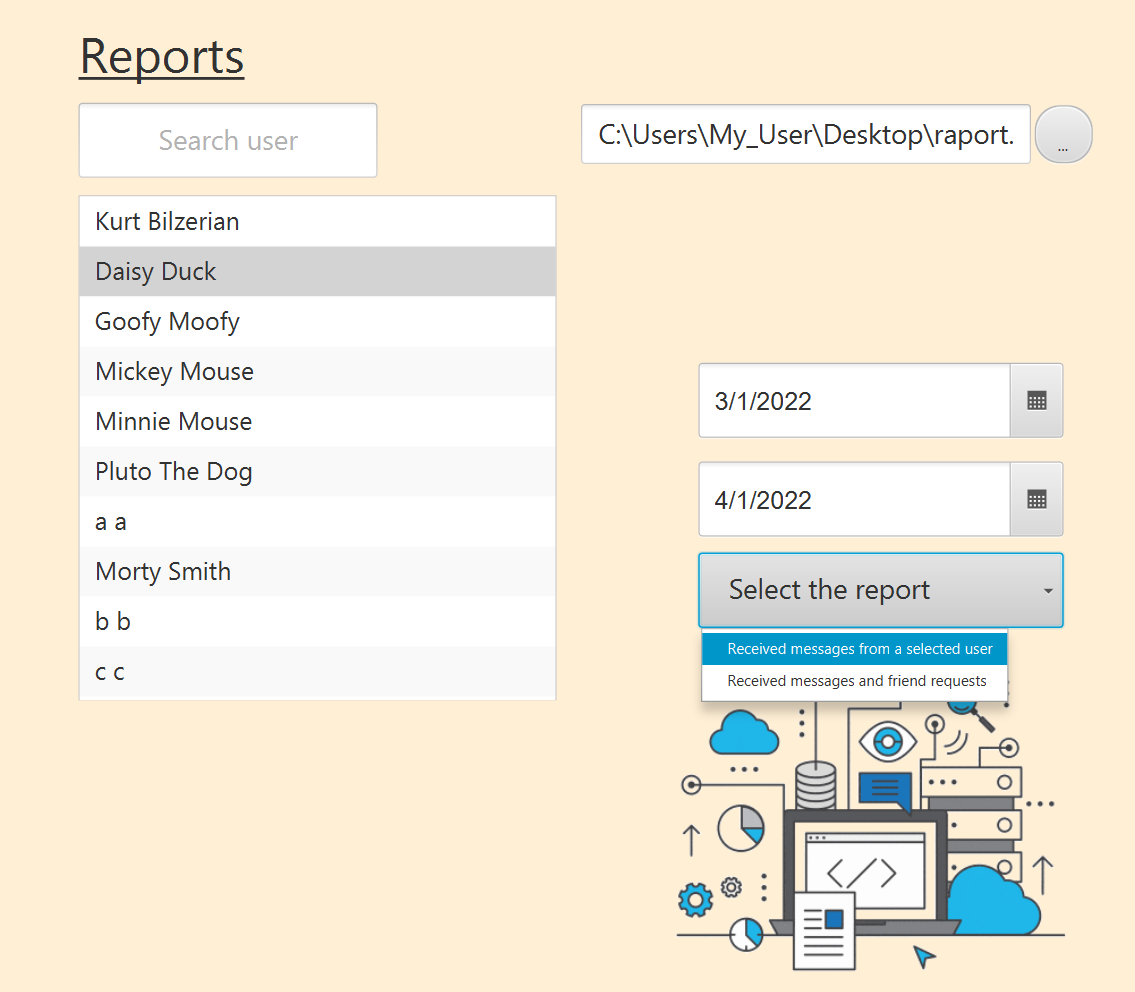 Reports
Search user
C:\Users\My_User\Desktop\raport.
...
Kurt Bilzerian
Daisy Duck
Goofy Moofy
Mickey Mouse
Minnie Mouse
Pluto The Dog
a a
Morty Smith
b b
c c
3/1/2022
4/1/2022
Select the report
Received messages from a selected user
Received messages and friend requests